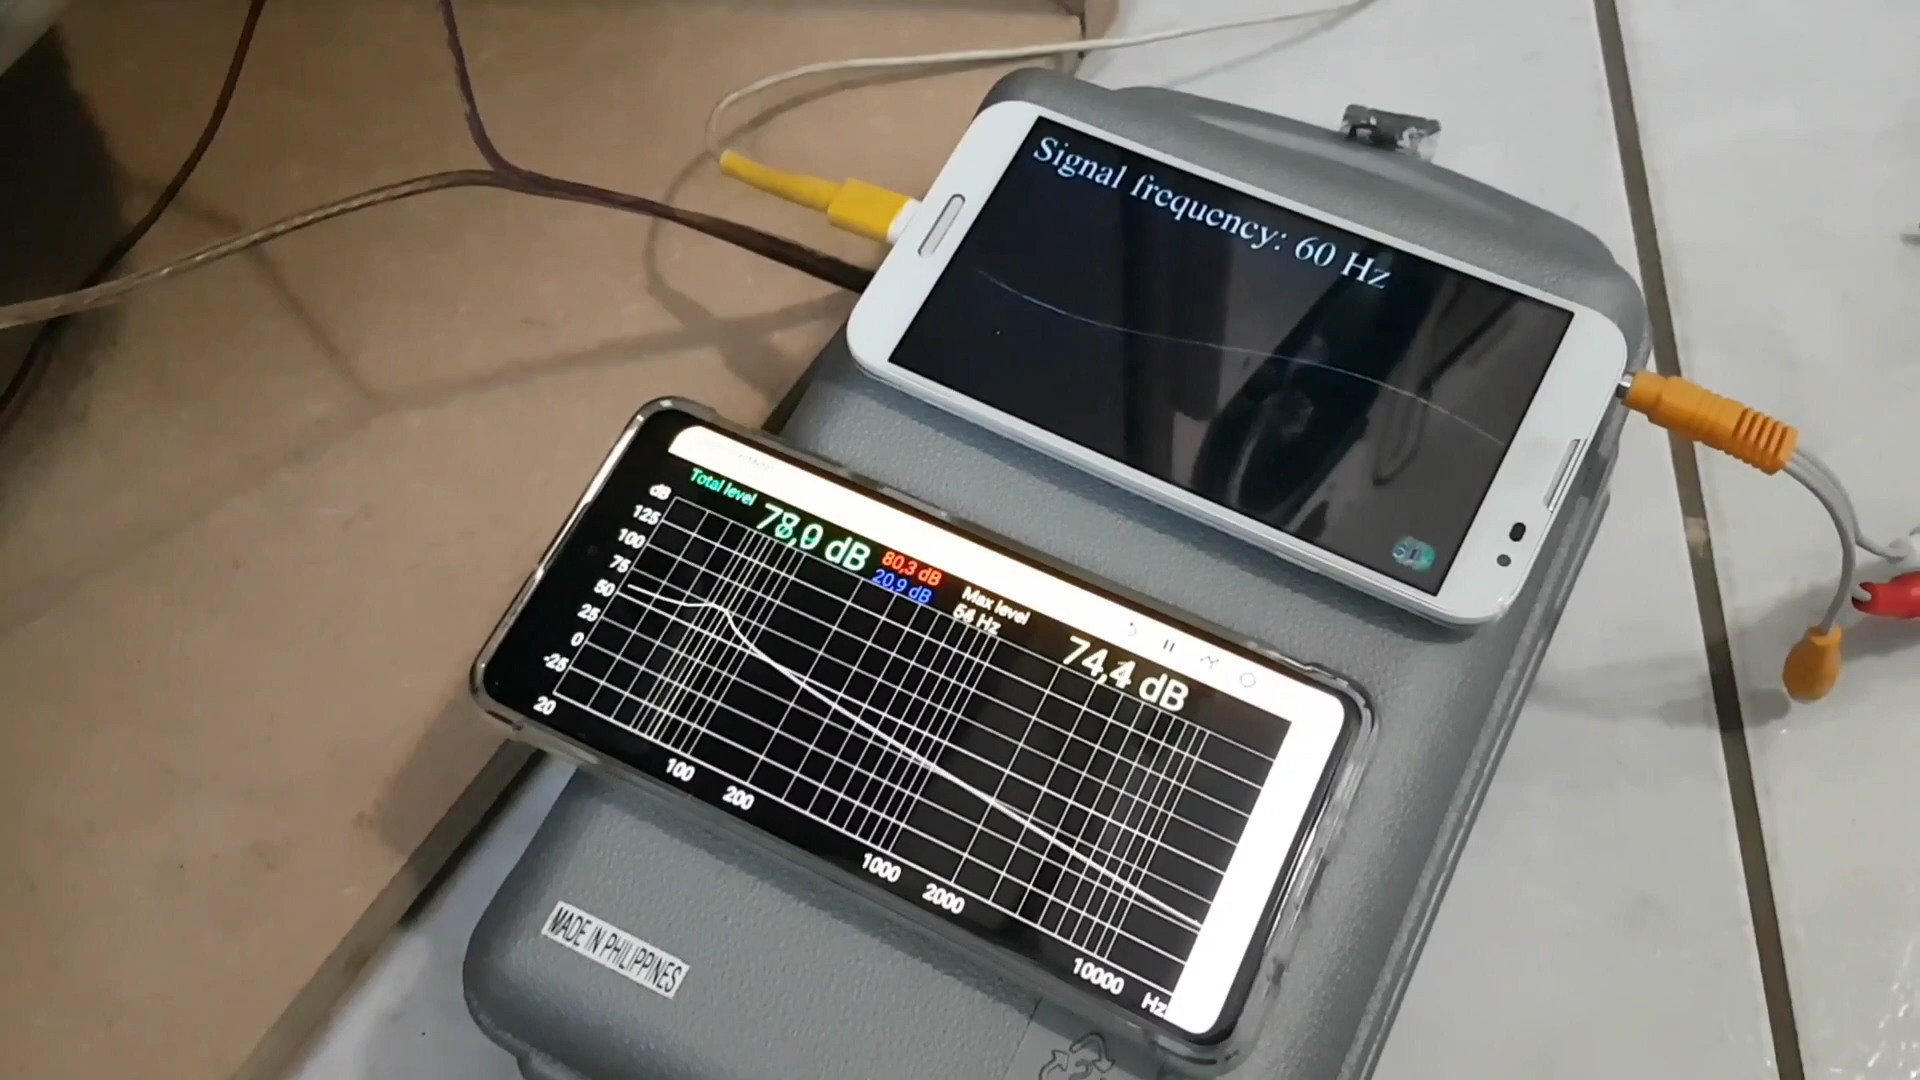 Signal frequency: 60 Hz
Total level
78,0 dB
80,3 dB
20,9 dB
Max level
54 Hz
74,4 dB
dB
125
100
75
50
25
0
-25
20
100
200
1000
2000
10000
Hz
MADE IN PHILIPPINES